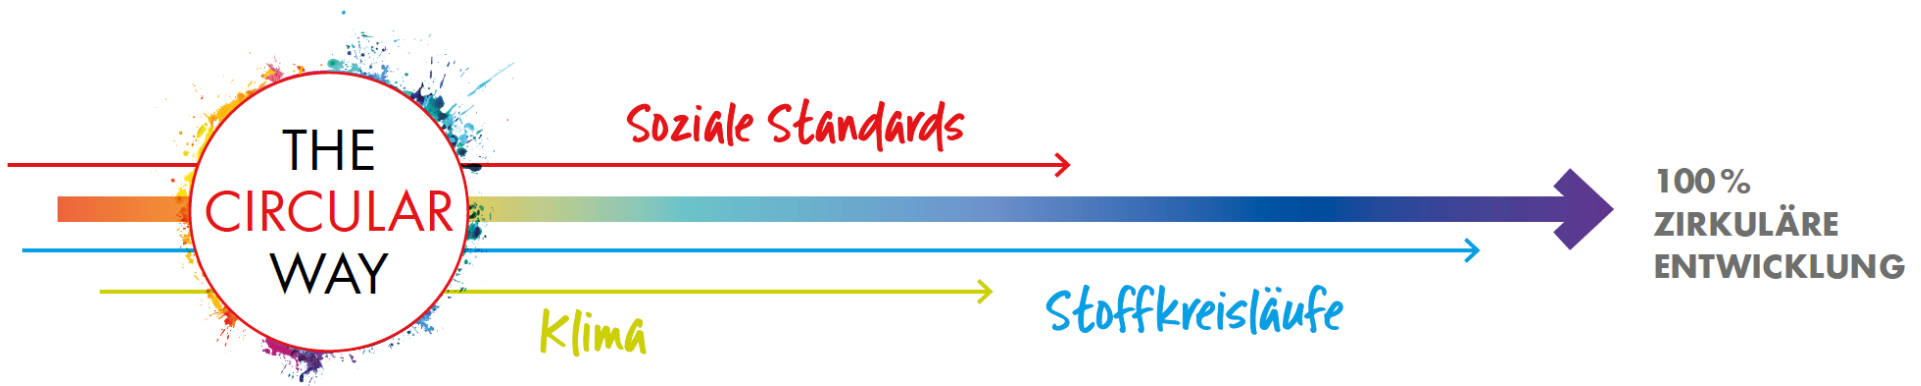 THE
CIRCULAR
WAY
Soziale Standards
Klima
Stoffkreisläufe
100 %
ZIRKULÄRE
ENTWICKLUNG